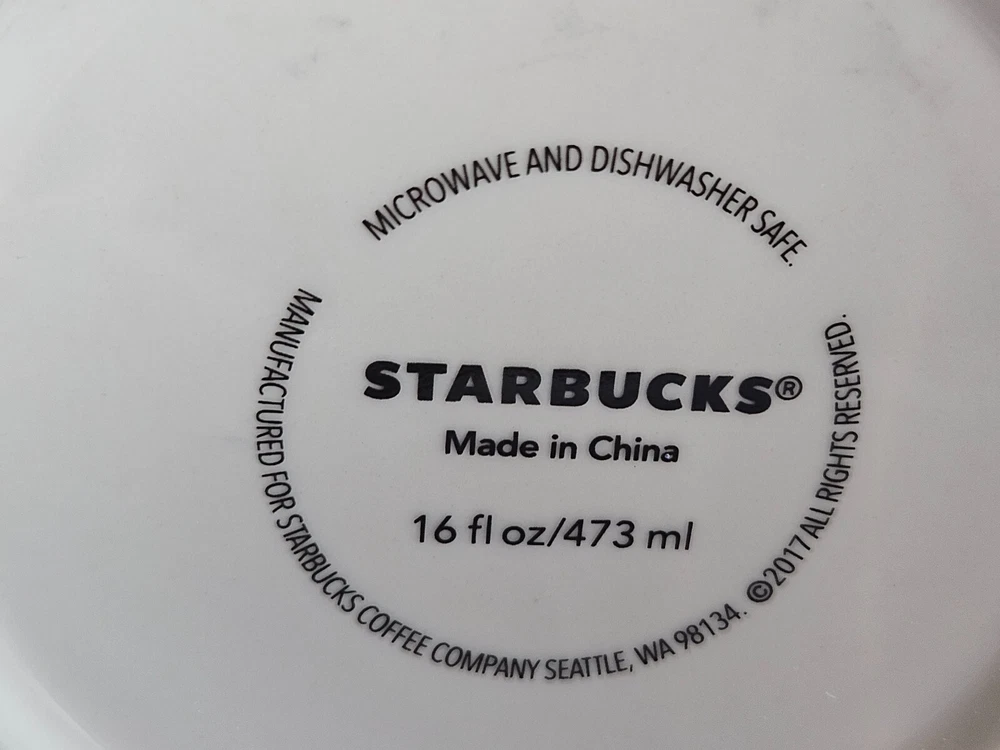 MICROWAVE AND DISHWASHER SAFE.
STARBUCKS®
Made in China
16 fl oz/473 ml
MANUFACTURED FOR STARBUCKS COFFEE COMPANY SEATTLE, WA 98134. ©2017 ALL RIGHTS RESERVED.